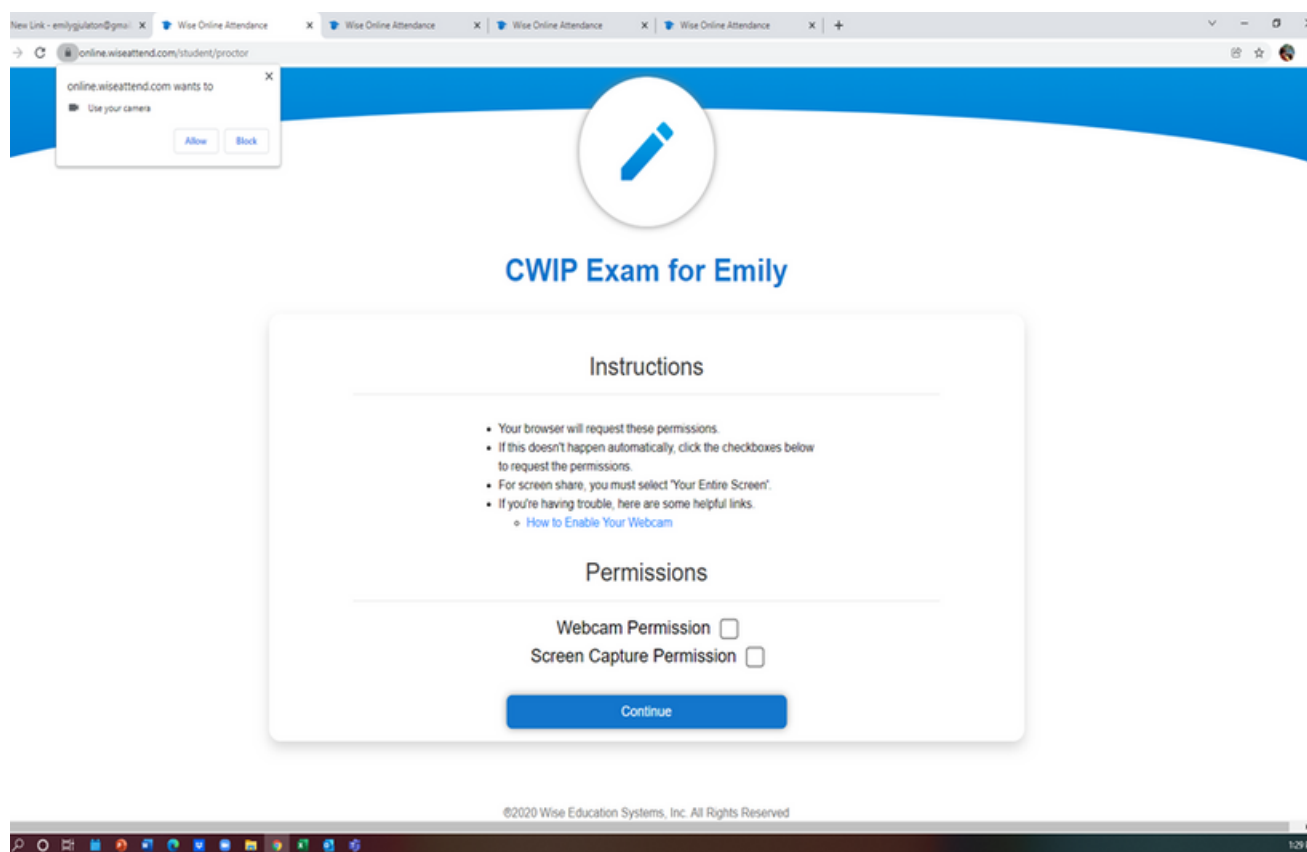 New Link - emilygjulaton@gmai
Wise Online Attendance
Wise Online Attendance
Wise Online Attendance
Wise Online Attendance
online.wiseattend.com/student/proctor
online.wiseattend.com wants to
Use your camera
Allow Block
CWIP Exam for Emily
Instructions
• Your browser will request these permissions.
• If this doesn't happen automatically, click the checkboxes below
to request the permissions.
• For screen share, you must select 'Your Entire Screen'.
• If you're having trouble, here are some helpful links.
How to Enable Your Webcam
Permissions
Webcam Permission
Screen Capture Permission
Continue
©2020 Wise Education Systems, Inc. All Rights Reserved
1:29